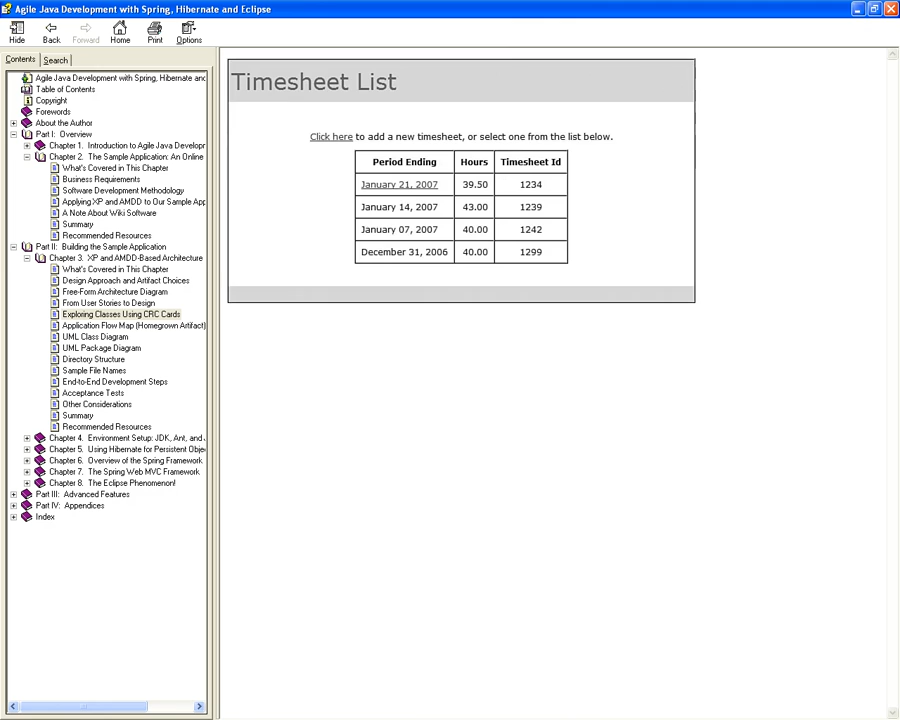 Agile Java Development with Spring, Hibernate and Eclipse
Hide Back Forward Home Print Options
Contents Search
Agile Java Development with Spring, Hibernate and
Table of Contents
Copyright
Forewords
About the Author
Part I: Overview
Chapter 1. Introduction to Agile Java Developr
Chapter 2. The Sample Application: An Online
What's Covered in This Chapter
Business Requirements
Software Development Methodology
Applying XP and AMDD to Our Sample App
A Note About Wiki Software
Summary
Recommended Resources
Part II: Building the Sample Application
Chapter 3. XP and AMDD-Based Architecture
What's Covered in This Chapter
Design Approach and Artifact Choices
Free-Form Architecture Diagram
From User Stories to Design
Exploring Classes Using CRC Cards
Application Flow Map (Homegrown Artifact)
UML Class Diagram
UML Package Diagram
Directory Structure
Sample File Names
End-to-End Development Steps
Acceptance Tests
Other Considerations
Summary
Recommended Resources
Chapter 4. Environment Setup: JDK, Ant, and
Chapter 5. Using Hibernate for Persistent Obje
Chapter 6. Overview of the Spring Framework
Chapter 7. The Spring Web MVC Framework
Chapter 8. The Eclipse Phenomenon!
Part III: Advanced Features
Part IV: Appendices
Index
Timesheet List
Click here to add a new timesheet, or select one from the list below.
Period Ending Hours Timesheet Id
January 21, 2007 39.50 1234
January 14, 2007 43.00 1239
January 07, 2007 40.00 1242
December 31, 2006 40.00 1299